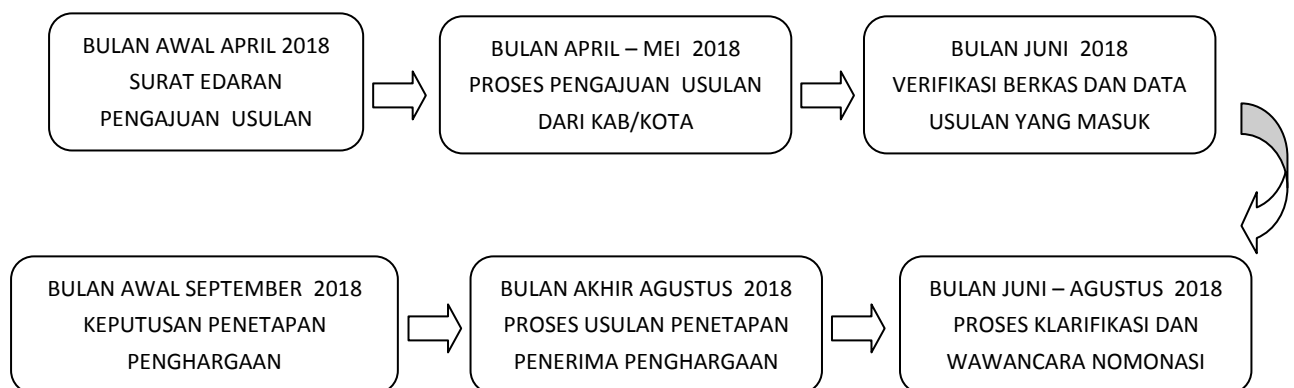 BULAN AWAL APRIL 2018
SURAT EDARAN
PENGAJUAN USULAN
BULAN APRIL – MEI 2018
PROSES PENGAJUAN USULAN
DARI KAB/KOTA
BULAN JUNI 2018
VERIFIKASI BERKAS DAN DATA
USULAN YANG MASUK
BULAN AWAL SEPTEMBER 2018
KEPUTUSAN PENETAPAN
PENGHARGAAN
BULAN AKHIR AGUSTUS 2018
PROSES USULAN PENETAPAN
PENERIMA PENGHARGAAN
BULAN JUNI – AGUSTUS 2018
PROSES KLARIFIKASI DAN
WAWANCARA NOMONASI